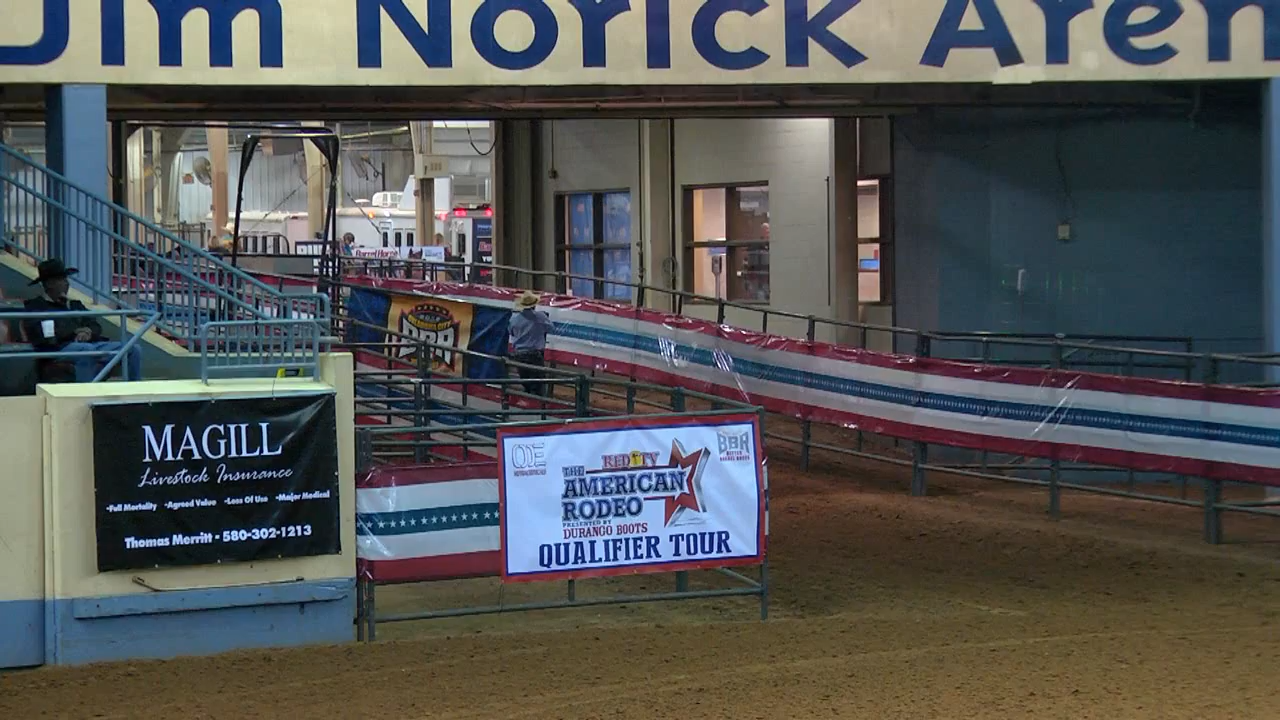 Jim Norick Aren
MAGILL
Livestock Insurance
•Full Mortality •Agreed Value •Loss Of Use •Major Medical
Thomas Merritt - 580-302-1213
BBR
THE
AMERICAN
RODEO
PRESENTED BY
DURANGO BOOTS
QUALIFIER TOUR
BBR